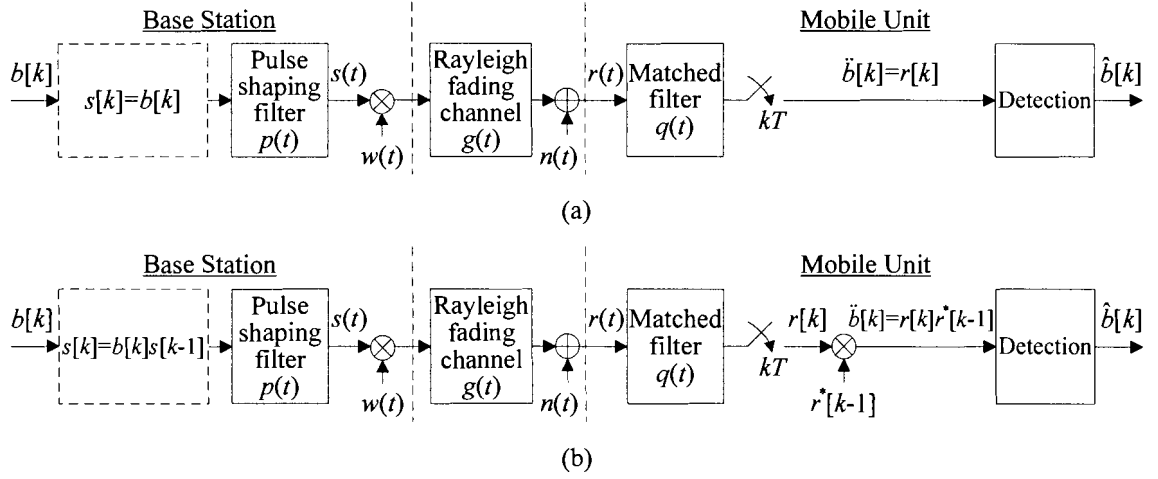 Base Station
Mobile Unit
b[k]
s[k]=b[k]
Pulse
shaping
filter
p(t)
s(t)
w(t)
Rayleigh
fading
channel
g(t)
n(t)
r(t)
Matched
filter
q(t)
kT
b̈[k]=r[k]
Detection
b̂[k]
(a)
Base Station
Mobile Unit
b[k]
s[k]=b[k]s[k-1]
Pulse
shaping
filter
p(t)
s(t)
w(t)
Rayleigh
fading
channel
g(t)
n(t)
r(t)
Matched
filter
q(t)
kT
r[k]
b̈[k]=r[k]r*[k-1]
r*[k-1]
Detection
b̂[k]
(b)